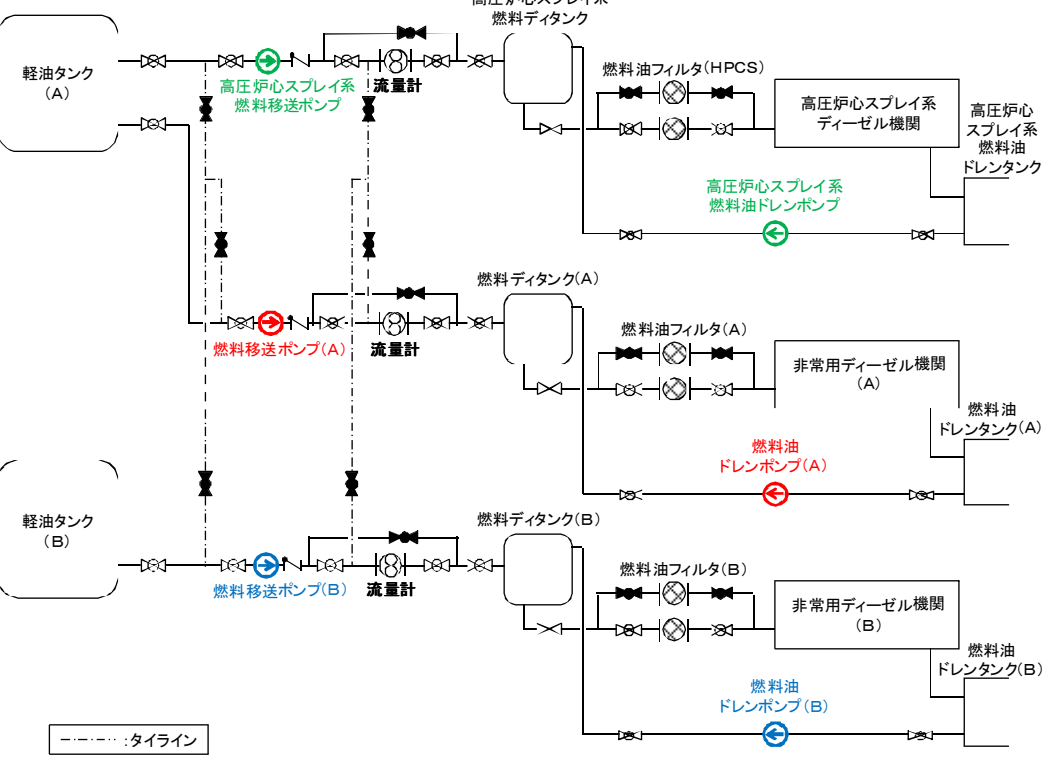 高圧炉心スプレイ系
燃料ディタンク
軽油タンク
(A)
高圧炉心スプレイ系
燃料移送ポンプ
流量計
燃料油フィルタ(HPCS)
高圧炉心スプレイ系
ディーゼル機関
高圧炉心
スプレイ系
燃料油
ドレンタンク
高圧炉心スプレイ系
燃料油ドレンポンプ
燃料ディタンク(A)
燃料移送ポンプ(A)
流量計
燃料油フィルタ(A)
非常用ディーゼル機関
(A)
燃料油
ドレンタンク(A)
燃料油
ドレンポンプ(A)
軽油タンク
(B)
燃料ディタンク(B)
燃料移送ポンプ(B)
流量計
燃料油フィルタ(B)
非常用ディーゼル機関
(B)
燃料油
ドレンタンク(B)
燃料油
ドレンポンプ(B)
:タイライン